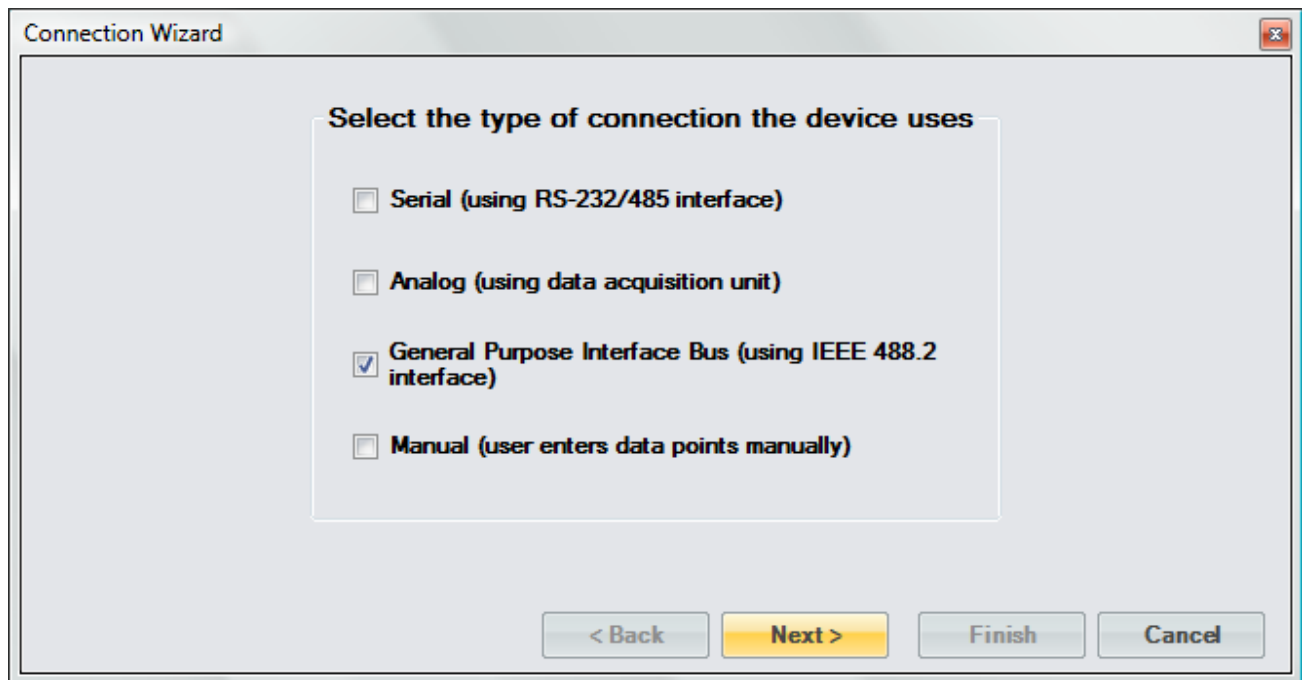 Connection Wizard
Select the type of connection the device uses
Serial (using RS-232/485 interface)
Analog (using data acquisition unit)
General Purpose Interface Bus (using IEEE 488.2
interface)
Manual (user enters data points manually)
< Back Next > Finish Cancel